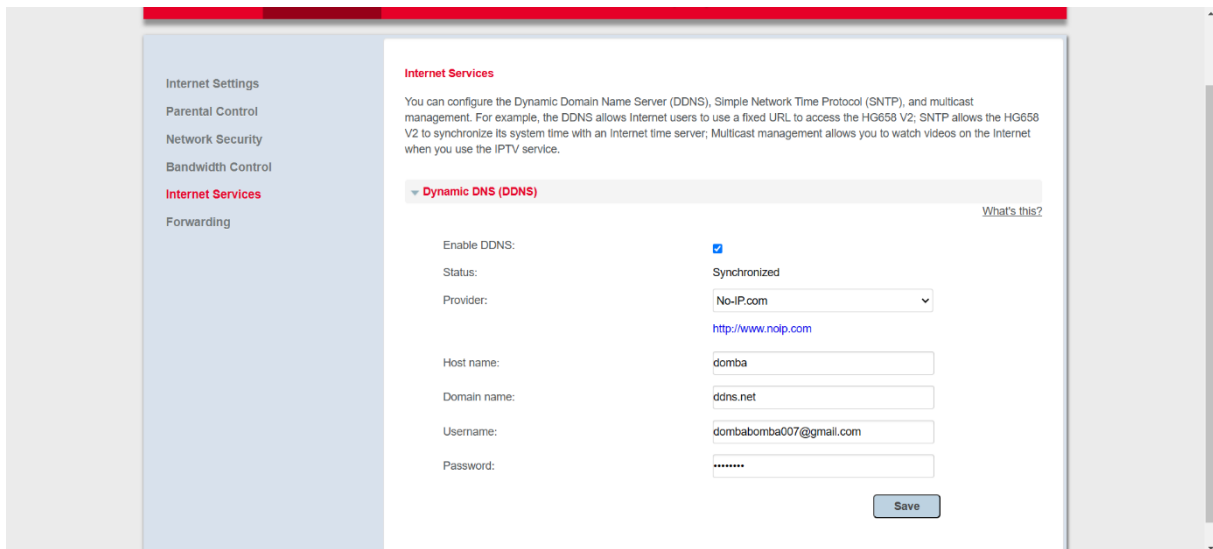 Internet Settings
Parental Control
Network Security
Bandwidth Control
Internet Services
Forwarding
Internet Services
You can configure the Dynamic Domain Name Server (DDNS), Simple Network Time Protocol (SNTP), and multicast
management. For example, the DDNS allows Internet users to use a fixed URL to access the HG658 V2; SNTP allows the HG658
V2 to synchronize its system time with an Internet time server; Multicast management allows you to watch videos on the Internet
when you use the IPTV service.
Dynamic DNS (DDNS)
What's this?
Enable DDNS:
Status: Synchronized
Provider: No-IP.com
http://www.noip.com
Host name: domba
Domain name: ddns.net
Username: dombabomba007@gmail.com
Password: ••••••••
Save